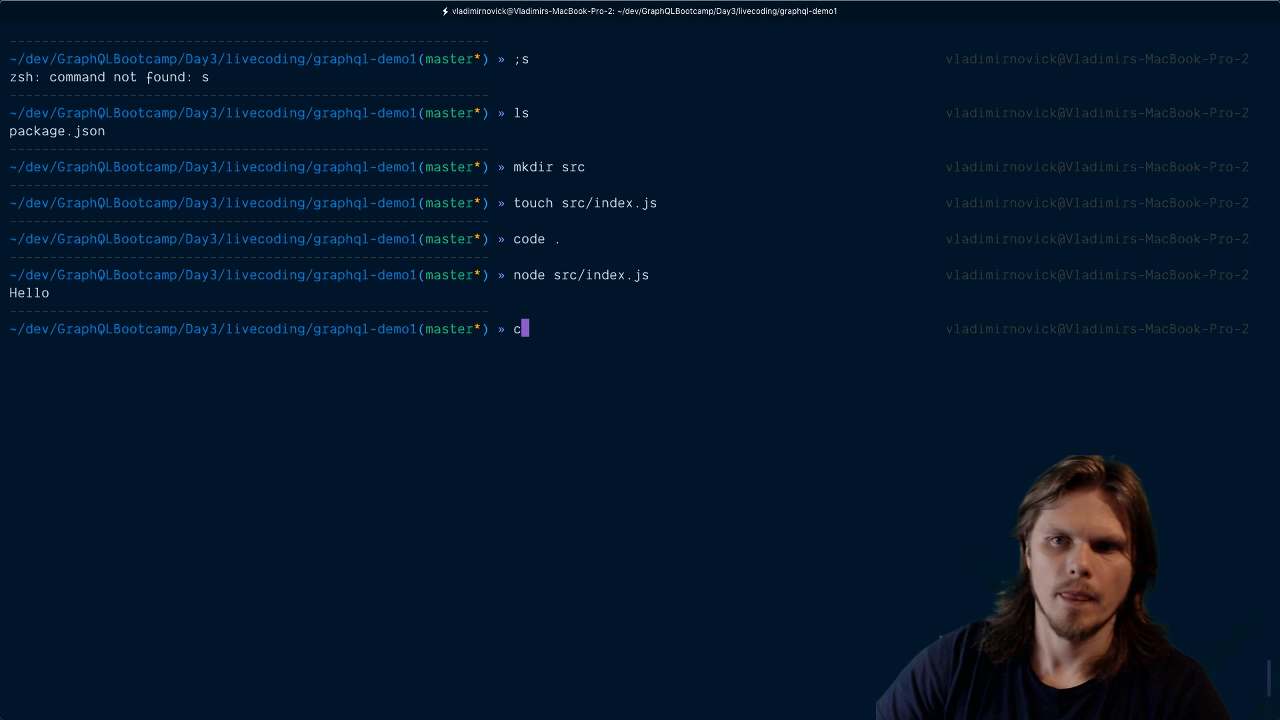 ⚡ vladimirnovick@Vladimirs-MacBook-Pro-2: ~/dev/GraphQLBootcamp/Day3/livecoding/graphql-demo1
------------------------------------------------------------
~/dev/GraphQLBootcamp/Day3/livecoding/graphql-demo1(master*) » ;s vladimirnovick@Vladimirs-MacBook-Pro-2
zsh: command not found: s
------------------------------------------------------------
~/dev/GraphQLBootcamp/Day3/livecoding/graphql-demo1(master*) » ls vladimirnovick@Vladimirs-MacBook-Pro-2
package.json
------------------------------------------------------------
~/dev/GraphQLBootcamp/Day3/livecoding/graphql-demo1(master*) » mkdir src vladimirnovick@Vladimirs-MacBook-Pro-2
------------------------------------------------------------
~/dev/GraphQLBootcamp/Day3/livecoding/graphql-demo1(master*) » touch src/index.js vladimirnovick@Vladimirs-MacBook-Pro-2
------------------------------------------------------------
~/dev/GraphQLBootcamp/Day3/livecoding/graphql-demo1(master*) » code . vladimirnovick@Vladimirs-MacBook-Pro-2
------------------------------------------------------------
~/dev/GraphQLBootcamp/Day3/livecoding/graphql-demo1(master*) » node src/index.js vladimirnovick@Vladimirs-MacBook-Pro-2
Hello
------------------------------------------------------------
~/dev/GraphQLBootcamp/Day3/livecoding/graphql-demo1(master*) » c vladimirnovick@Vladimirs-MacBook-Pro-2